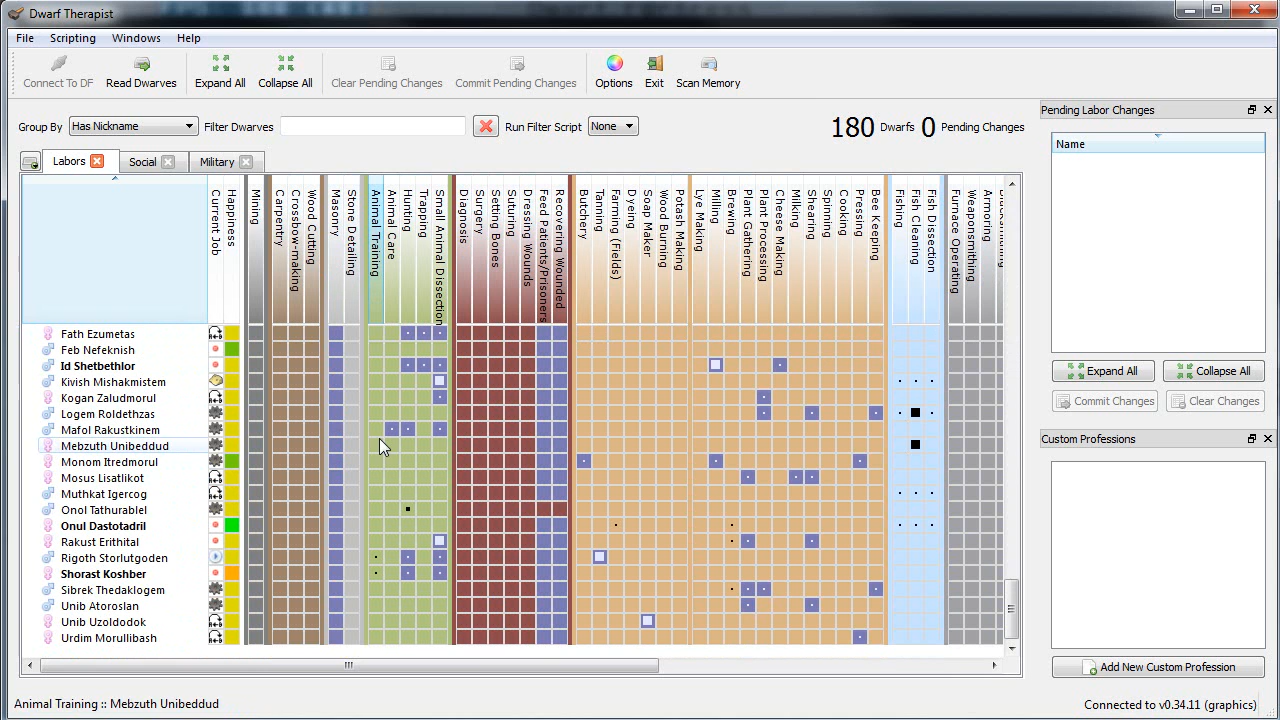 Dwarf Therapist
File Scripting Windows Help
Connect To DF Read Dwarves Expand All Collapse All Clear Pending Changes Commit Pending Changes Options Exit Scan Memory
Group By Has Nickname Filter Dwarves Run Filter Script None 180 Dwarfs 0 Pending Changes
Labors Social Military
Current Job
Happiness
Mining
Carpentry
Crossbow-making
Wood Cutting
Masonry
Stone Detailing
Animal Training
Animal Care
Hunting
Trapping
Small Animal Dissection
Diagnosis
Surgery
Setting Bones
Suturing
Dressing Wounds
Feed Patients/Prisoners
Recovering Wounded
Butchery
Tanning
Farming (Fields)
Dyeing
Soap Maker
Wood Burning
Potash Making
Lye Making
Milling
Brewing
Plant Gathering
Plant Processing
Cheese Making
Milking
Shearing
Spinning
Cooking
Pressing
Bee Keeping
Fishing
Fish Cleaning
Fish Dissection
Furnace Operating
Weaponsmithing
Armoring
Fath Ezumetas
Feb Nefeknish
Id Shetbethlor
Kivish Mishakmistem
Kogan Zaludmorul
Logem Roldethzas
Mafol Rakustkinem
Mebzuth Unibeddud
Monom Itredmorul
Mosus Lisatlikot
Muthkat Igercog
Onol Tathurablel
Onul Dastotadril
Rakust Erithital
Rigoth Storlutgoden
Shorast Koshber
Sibrek Thedaklogem
Unib Atoroslan
Unib Uzoldodok
Urdim Morullibash
Pending Labor Changes
Name
Expand All Collapse All
Commit Changes Clear Changes
Custom Professions
Add New Custom Profession
Animal Training :: Mebzuth Unibeddud
Connected to v0.34.11 (graphics)